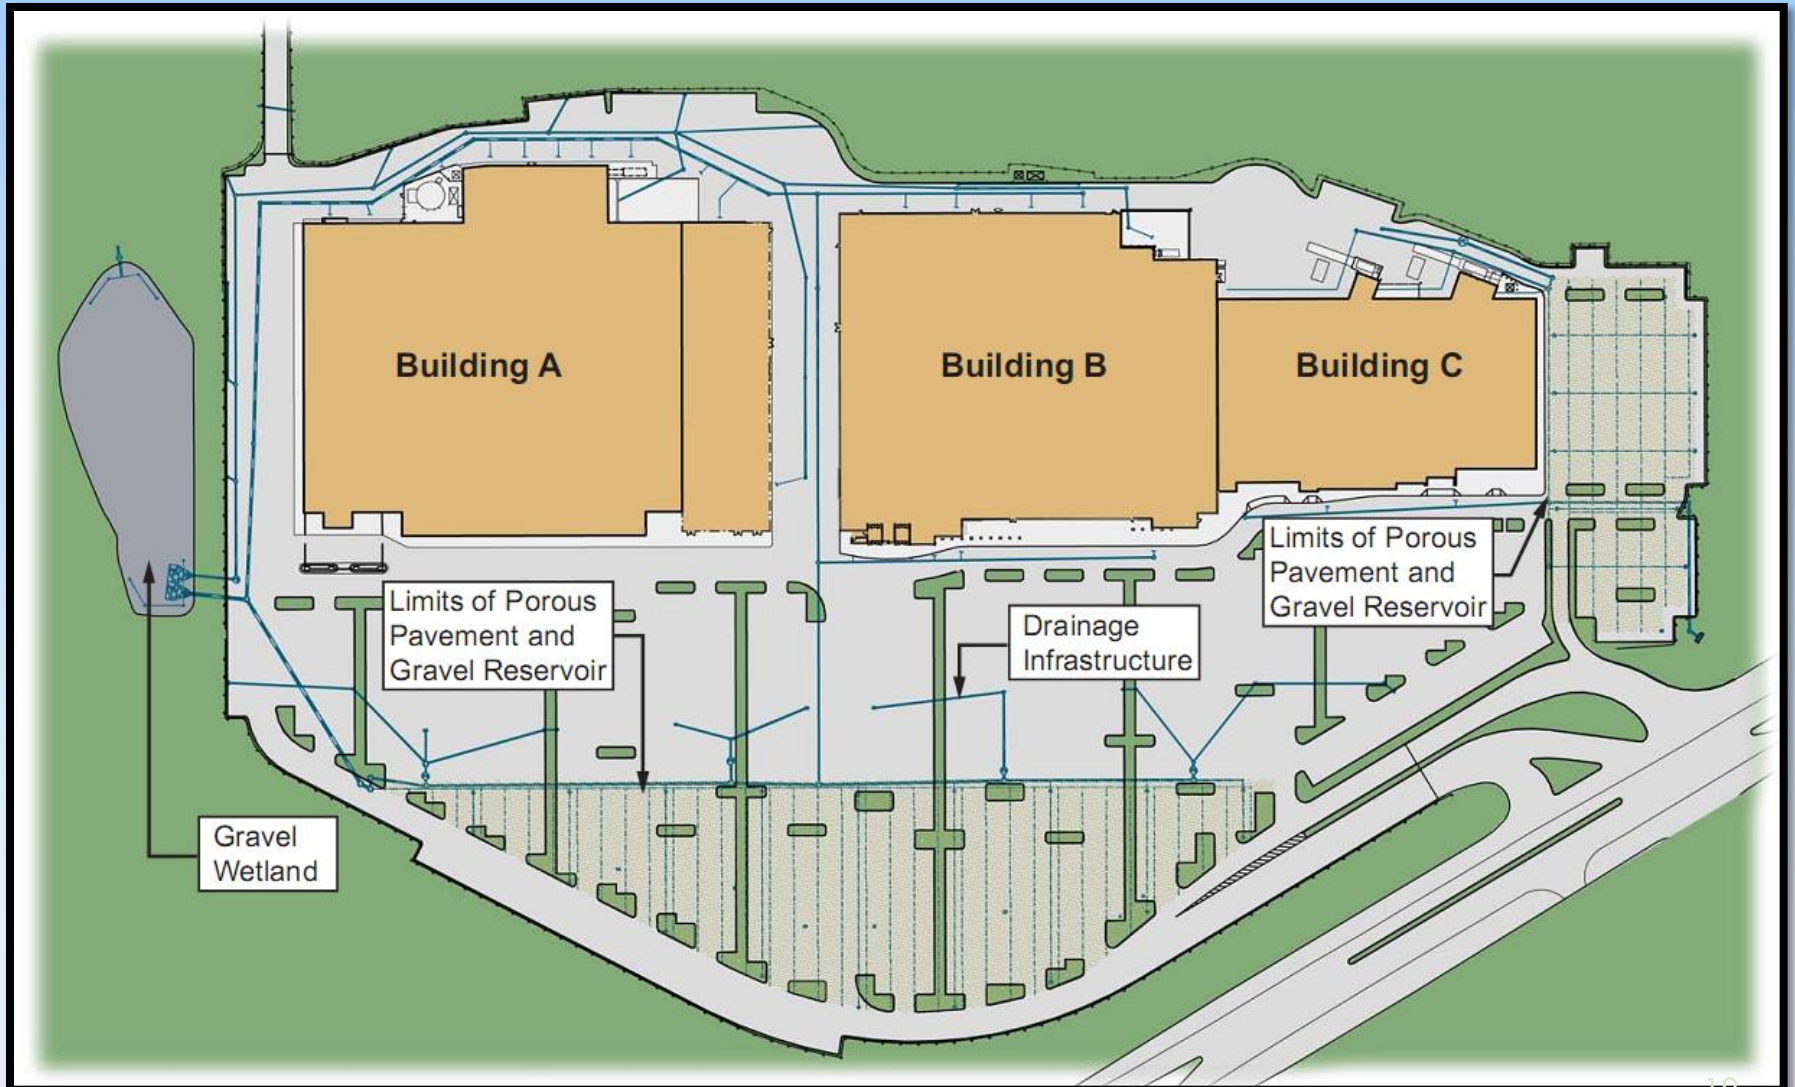 Building A
Building B
Building C
Limits of Porous
Pavement and
Gravel Reservoir
Limits of Porous
Pavement and
Gravel Reservoir
Drainage
Infrastructure
Gravel
Wetland